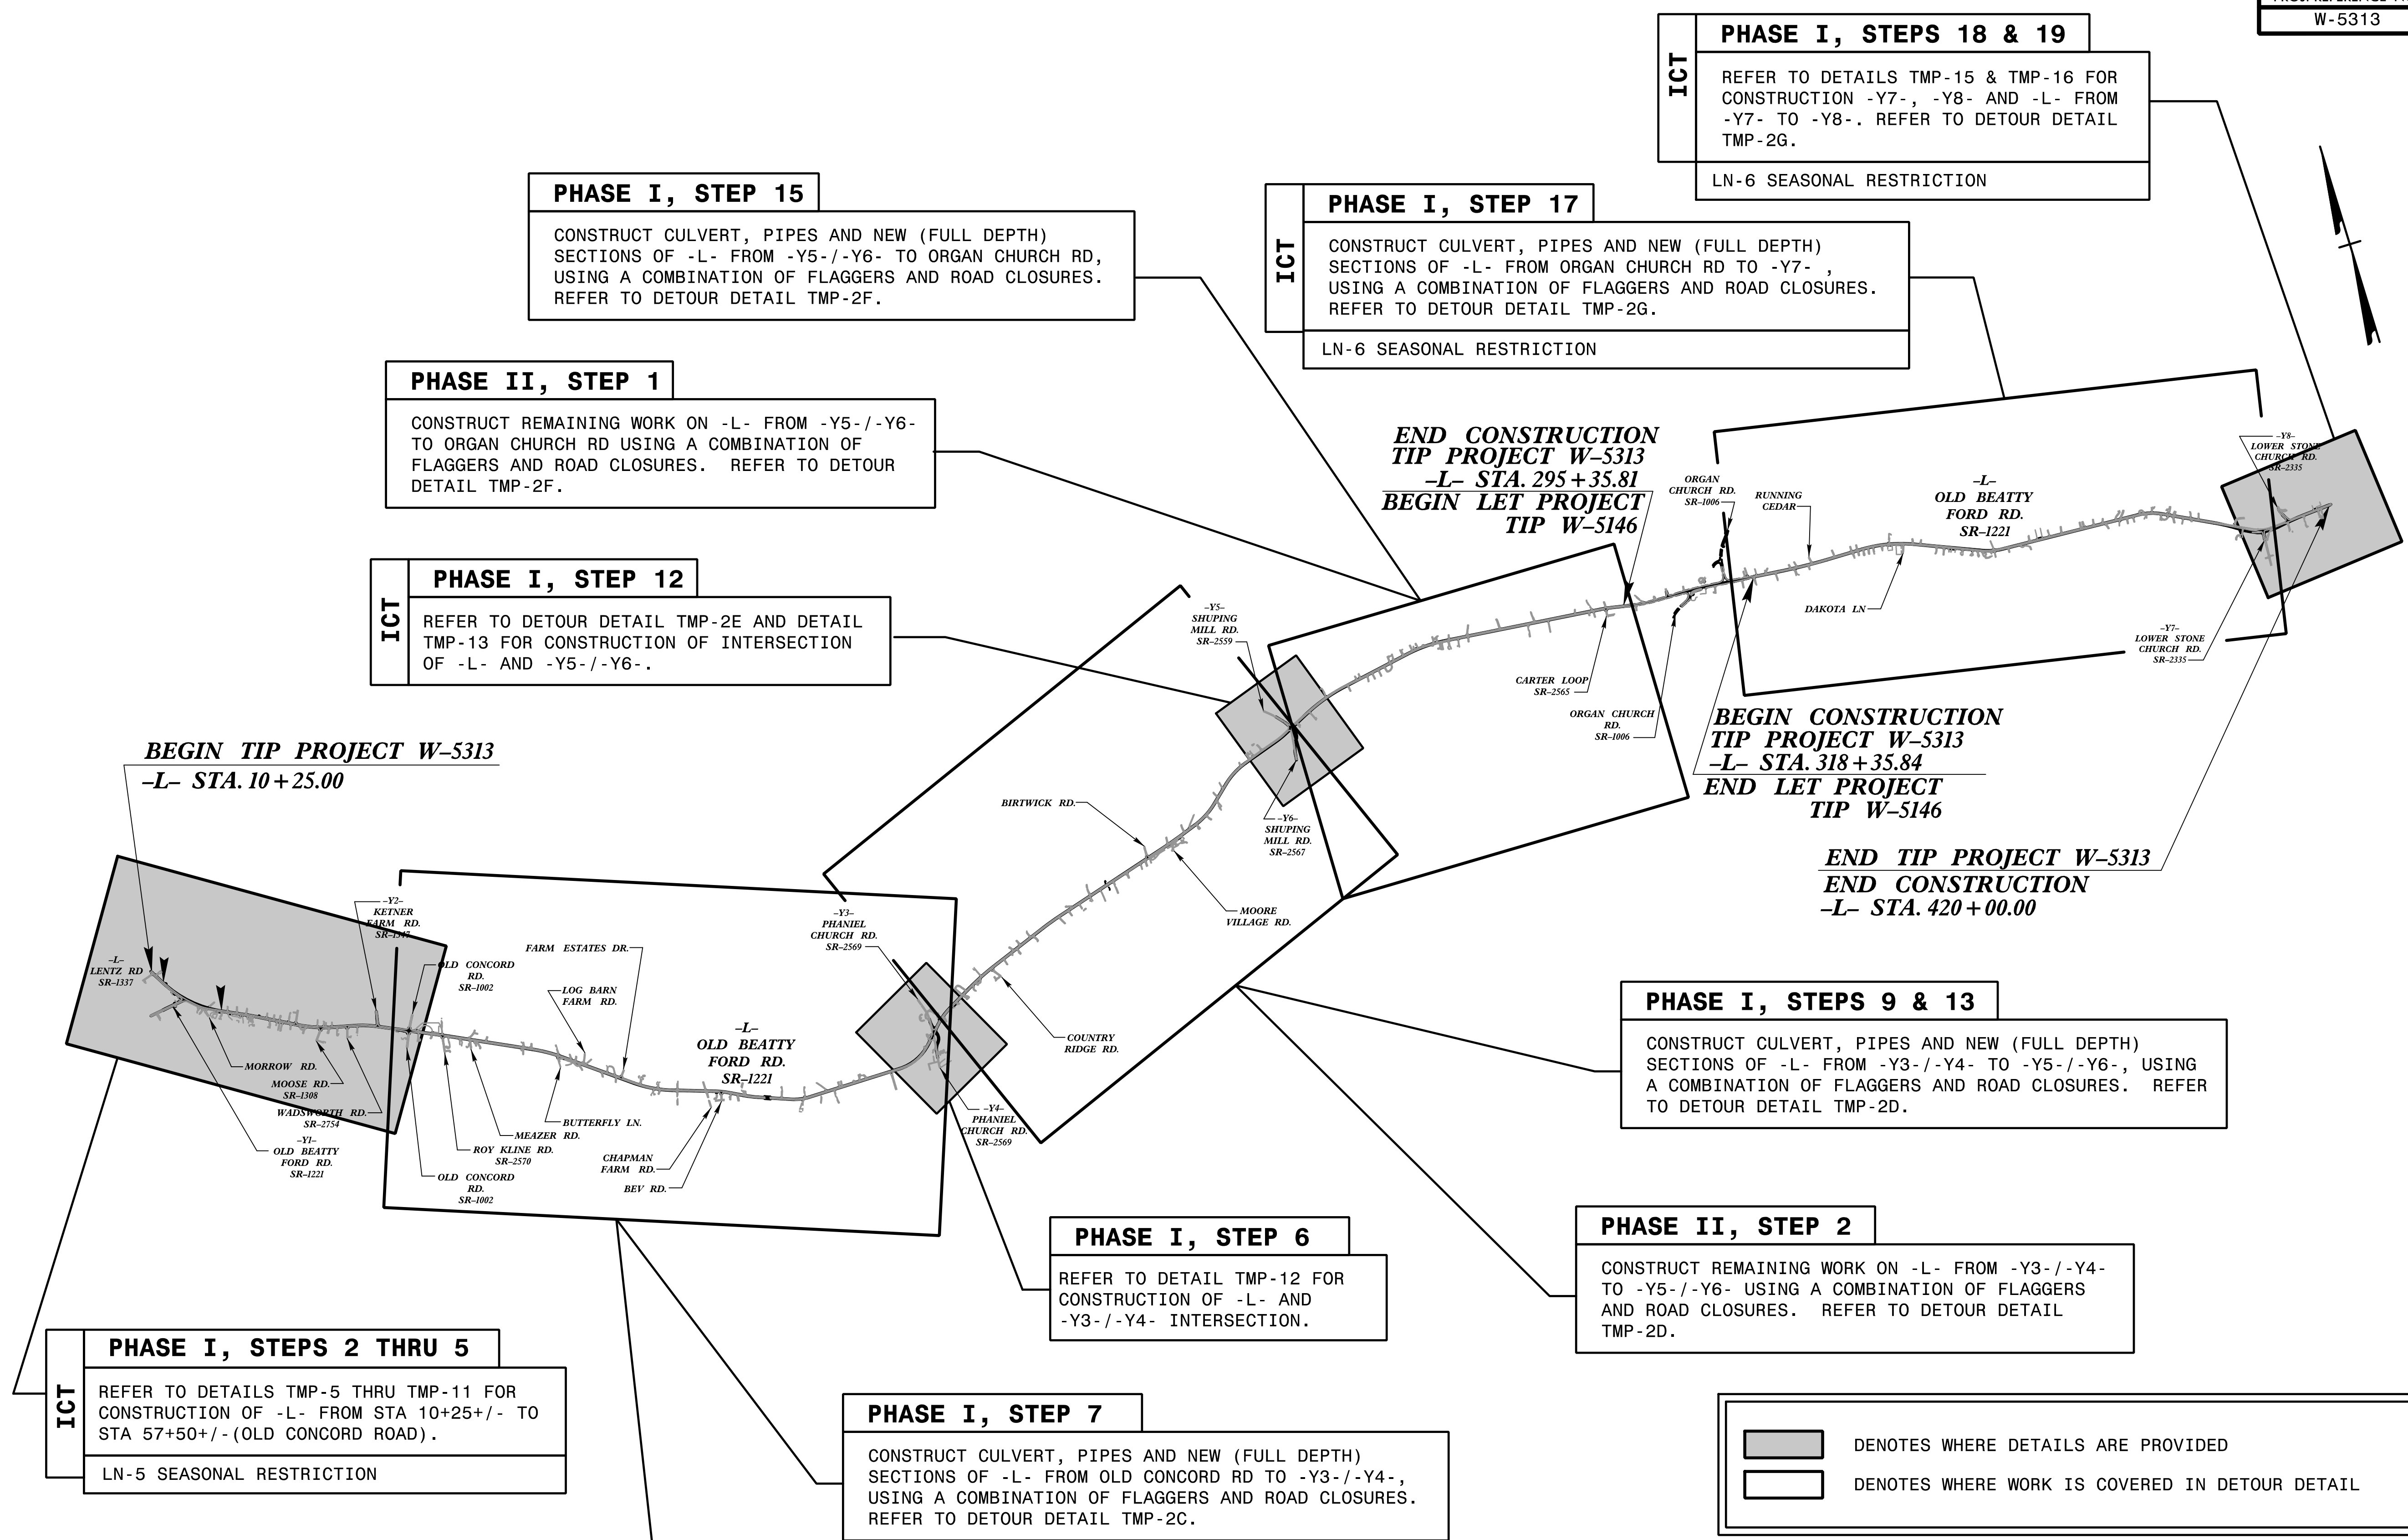 W-5313
ICT
PHASE I, STEPS 18 & 19
REFER TO DETAILS TMP-15 & TMP-16 FOR
CONSTRUCTION -Y7-, -Y8- AND -L- FROM
-Y7- TO -Y8-. REFER TO DETOUR DETAIL
TMP-2G.
LN-6 SEASONAL RESTRICTION
PHASE I, STEP 15
CONSTRUCT CULVERT, PIPES AND NEW (FULL DEPTH)
SECTIONS OF -L- FROM -Y5-/-Y6- TO ORGAN CHURCH RD,
USING A COMBINATION OF FLAGGERS AND ROAD CLOSURES.
REFER TO DETOUR DETAIL TMP-2F.
ICT
PHASE I, STEP 17
CONSTRUCT CULVERT, PIPES AND NEW (FULL DEPTH)
SECTIONS OF -L- FROM ORGAN CHURCH RD TO -Y7- ,
USING A COMBINATION OF FLAGGERS AND ROAD CLOSURES.
REFER TO DETOUR DETAIL TMP-2G.
LN-6 SEASONAL RESTRICTION
PHASE II, STEP 1
CONSTRUCT REMAINING WORK ON -L- FROM -Y5-/-Y6-
TO ORGAN CHURCH RD USING A COMBINATION OF
FLAGGERS AND ROAD CLOSURES.  REFER TO DETOUR
DETAIL TMP-2F.
END CONSTRUCTION
TIP PROJECT W–5313
–L– STA. 295+35.81
BEGIN LET PROJECT
TIP W–5146
ORGAN
CHURCH RD.
SR–1006
RUNNING
CEDAR
–L–
OLD BEATTY
FORD RD.
SR–1221
–Y8–
LOWER STONE
CHURCH RD.
SR–2335
ICT
PHASE I, STEP 12
REFER TO DETOUR DETAIL TMP-2E AND DETAIL
TMP-13 FOR CONSTRUCTION OF INTERSECTION
OF -L- AND -Y5-/-Y6-.
–Y5–
SHUPING
MILL RD.
SR–2559
DAKOTA LN
–Y7–
LOWER STONE
CHURCH RD.
SR–2335
CARTER LOOP
SR–2565
ORGAN CHURCH
RD.
SR–1006
BEGIN CONSTRUCTION
TIP PROJECT W–5313
–L– STA. 318+35.84
END LET PROJECT
TIP W–5146
BEGIN TIP PROJECT W–5313
–L– STA. 10+25.00
BIRTWICK RD.
–Y6–
SHUPING
MILL RD.
SR–2567
END TIP PROJECT W–5313
END CONSTRUCTION
–L– STA. 420+00.00
–Y2–
KETNER
FARM RD.
SR–1347
–Y3–
PHANIEL
CHURCH RD.
SR–2569
MOORE
VILLAGE RD.
–L–
LENTZ RD
SR–1337
OLD CONCORD
RD.
SR–1002
FARM ESTATES DR.
LOG BARN
FARM RD.
–L–
OLD BEATTY
FORD RD.
SR–1221
COUNTRY
RIDGE RD.
MORROW RD.
MOOSE RD.
SR–1308
WADSWORTH RD.
SR–2754
–Y1–
OLD BEATTY
FORD RD.
SR–1221
BUTTERFLY LN.
MEAZER RD.
ROY KLINE RD.
SR–2570
OLD CONCORD
RD.
SR–1002
CHAPMAN
FARM RD.
BEV RD.
–Y4–
PHANIEL
CHURCH RD.
SR–2569
PHASE I, STEPS 9 & 13
CONSTRUCT CULVERT, PIPES AND NEW (FULL DEPTH)
SECTIONS OF -L- FROM -Y3-/-Y4- TO -Y5-/-Y6-, USING
A COMBINATION OF FLAGGERS AND ROAD CLOSURES.  REFER
TO DETOUR DETAIL TMP-2D.
PHASE I, STEP 6
REFER TO DETAIL TMP-12 FOR
CONSTRUCTION OF -L- AND
-Y3-/-Y4- INTERSECTION.
PHASE II, STEP 2
CONSTRUCT REMAINING WORK ON -L- FROM -Y3-/-Y4-
TO -Y5-/-Y6- USING A COMBINATION OF FLAGGERS
AND ROAD CLOSURES.  REFER TO DETOUR DETAIL
TMP-2D.
ICT
PHASE I, STEPS 2 THRU 5
REFER TO DETAILS TMP-5 THRU TMP-11 FOR
CONSTRUCTION OF -L- FROM STA 10+25+/- TO
STA 57+50+/-(OLD CONCORD ROAD).
LN-5 SEASONAL RESTRICTION
PHASE I, STEP 7
CONSTRUCT CULVERT, PIPES AND NEW (FULL DEPTH)
SECTIONS OF -L- FROM OLD CONCORD RD TO -Y3-/-Y4-,
USING A COMBINATION OF FLAGGERS AND ROAD CLOSURES.
REFER TO DETOUR DETAIL TMP-2C.
DENOTES WHERE DETAILS ARE PROVIDED
DENOTES WHERE WORK IS COVERED IN DETOUR DETAIL